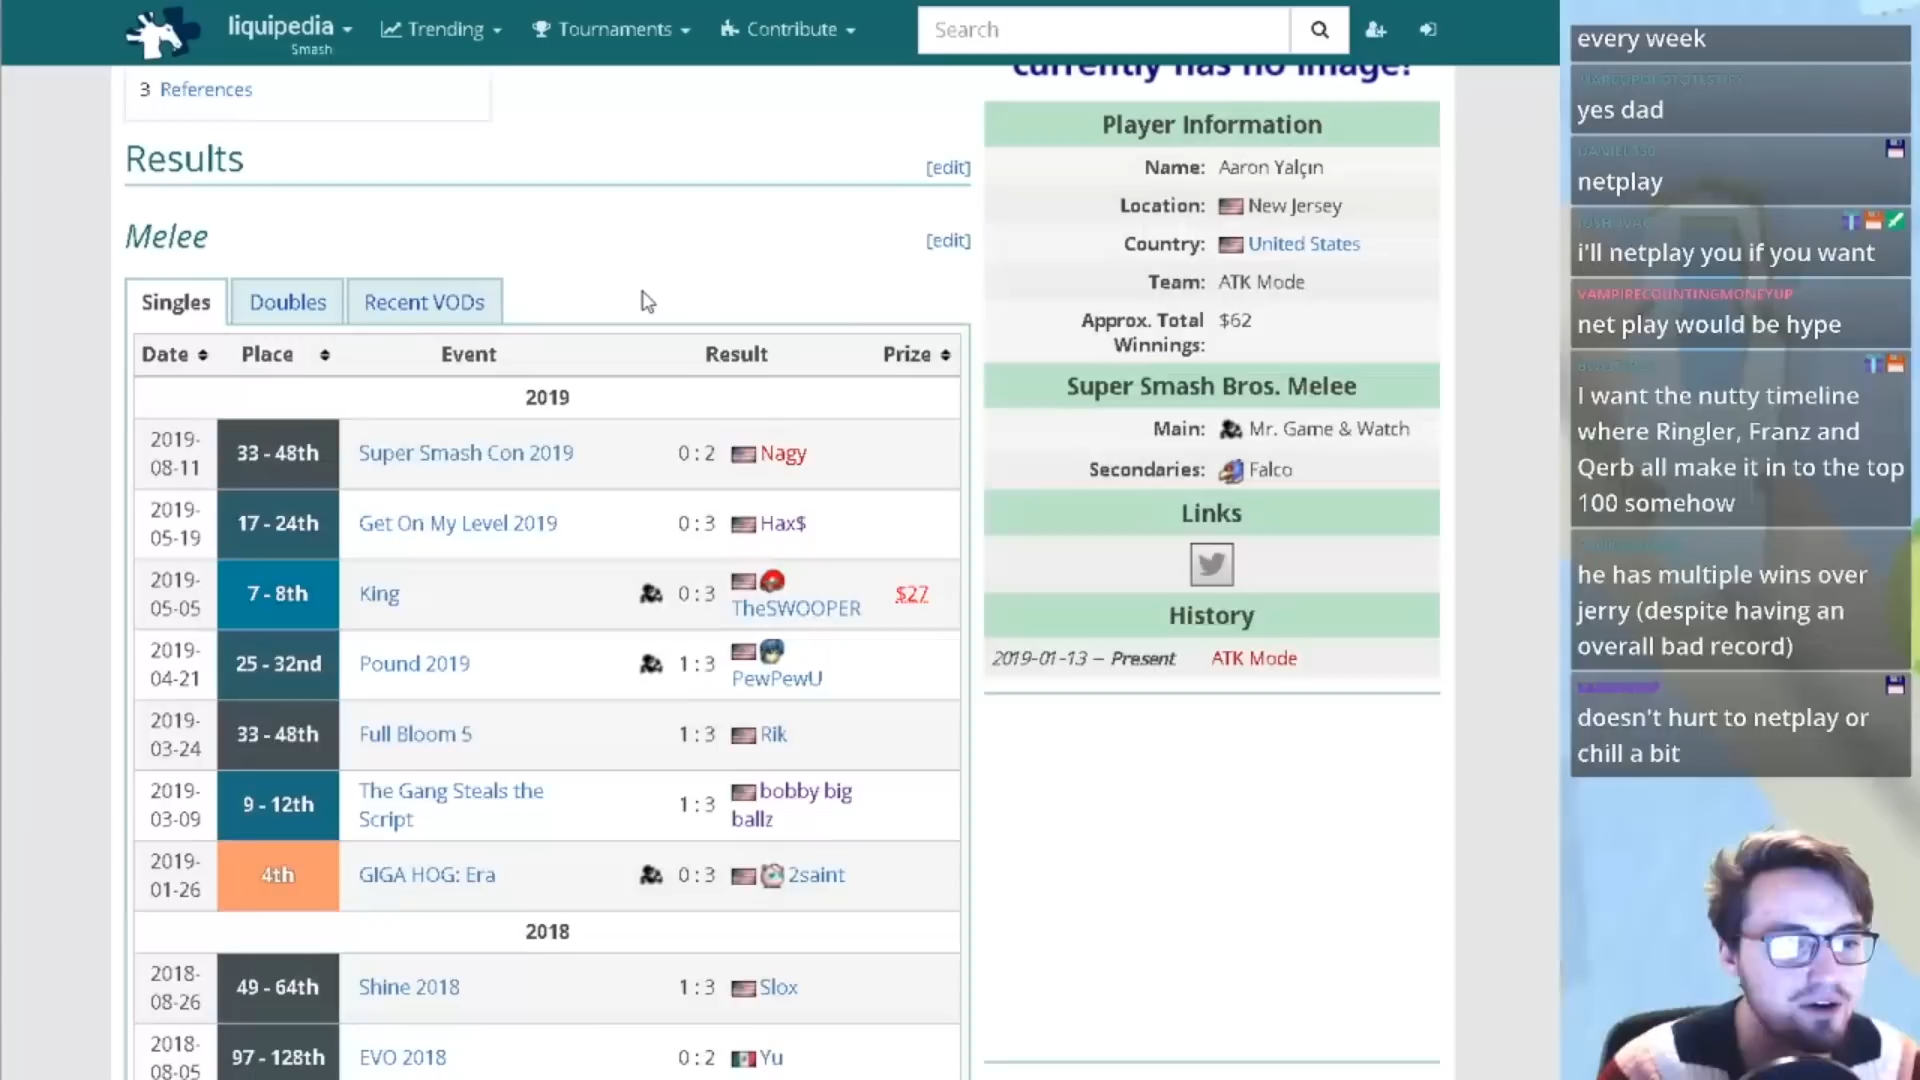 liquipedia
Smash
Trending
Tournaments
Contribute
Search
currently has no image!
3 References
Results
[edit]
Melee
[edit]
Singles
Doubles
Recent VODs
Date Place Event Result Prize
2019
2019-08-11 33 - 48th Super Smash Con 2019 0 : 2 Nagy
2019-05-19 17 - 24th Get On My Level 2019 0 : 3 Hax$
2019-05-05 7 - 8th King 0 : 3 TheSWOOPER $27
2019-04-21 25 - 32nd Pound 2019 1 : 3 PewPewU
2019-03-24 33 - 48th Full Bloom 5 1 : 3 Rik
2019-03-09 9 - 12th The Gang Steals the Script 1 : 3 bobby big ballz
2019-01-26 4th GIGA HOG: Era 0 : 3 2saint
2018
2018-08-26 49 - 64th Shine 2018 1 : 3 Slox
2018-08-05 97 - 128th EVO 2018 0 : 2 Yu
Player Information
Name: Aaron Yalçın
Location: New Jersey
Country: United States
Team: ATK Mode
Approx. Total Winnings: $62
Super Smash Bros. Melee
Main: Mr. Game & Watch
Secondaries: Falco
Links
History
2019-01-13 – Present ATK Mode
every week
yes dad
netplay
i'll netplay you if you want
VAMPIRECOUNTINGMONEYUP
net play would be hype
I want the nutty timeline
where Ringler, Franz and
Qerb all make it in to the top
100 somehow
he has multiple wins over
jerry (despite having an
overall bad record)
doesn't hurt to netplay or
chill a bit